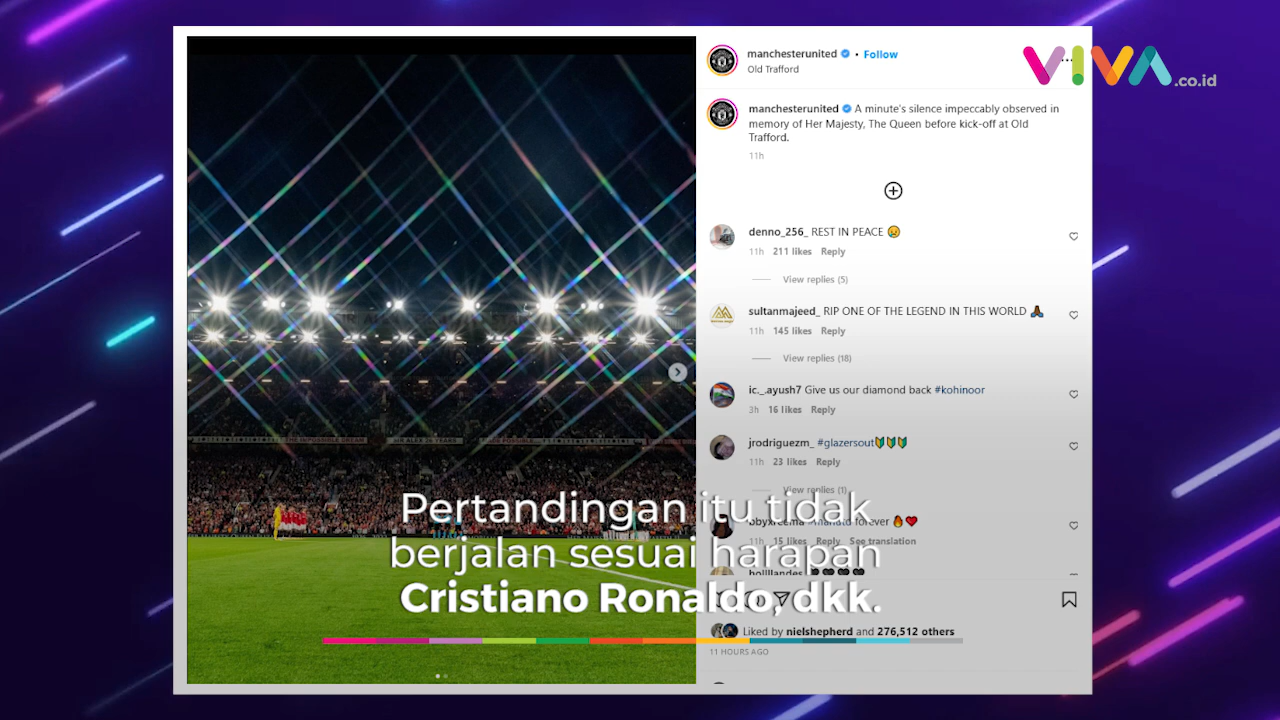 manchesterunited • Follow
Old Trafford
VIVA.co.id
manchesterunited A minute's silence impeccably observed in
memory of Her Majesty, The Queen before kick-off at Old
Trafford.
11h
denno_256_ REST IN PEACE 😥
11h 211 likes Reply
View replies (5)
sultanmajeed_ RIP ONE OF THE LEGEND IN THIS WORLD 🙏🏾
11h 145 likes Reply
View replies (18)
ic._.ayush7 Give us our diamond back #kohinoor
3h 16 likes Reply
jrodriguezm_ #glazersout🔰🔰🔰
11h 23 likes Reply
View replies (1)
forever 🔥❤️
11h 15 likes Reply See translation
Pertandingan itu tidak
berjalan sesuai harapan
Cristiano Ronaldo, dkk.
Liked by nielshepherd and 276,512 others
11 HOURS AGO